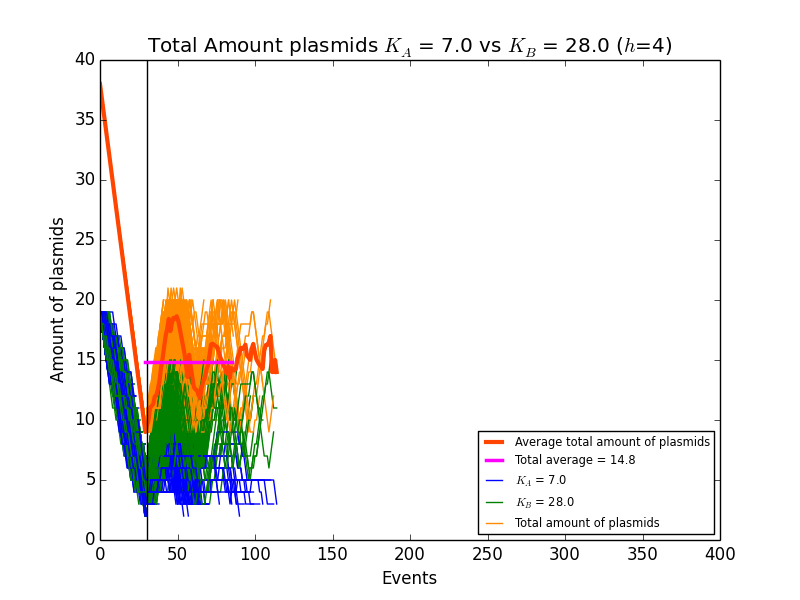 Total Amount plasmids K_A = 7.0 vs K_B = 28.0 (h=4)
40
35
30
25
20
15
10
5
0
Amount of plasmids
0 50 100 150 200 250 300 350 400
Events
Average total amount of plasmids
Total average = 14.8
K_A = 7.0
K_B = 28.0
Total amount of plasmids